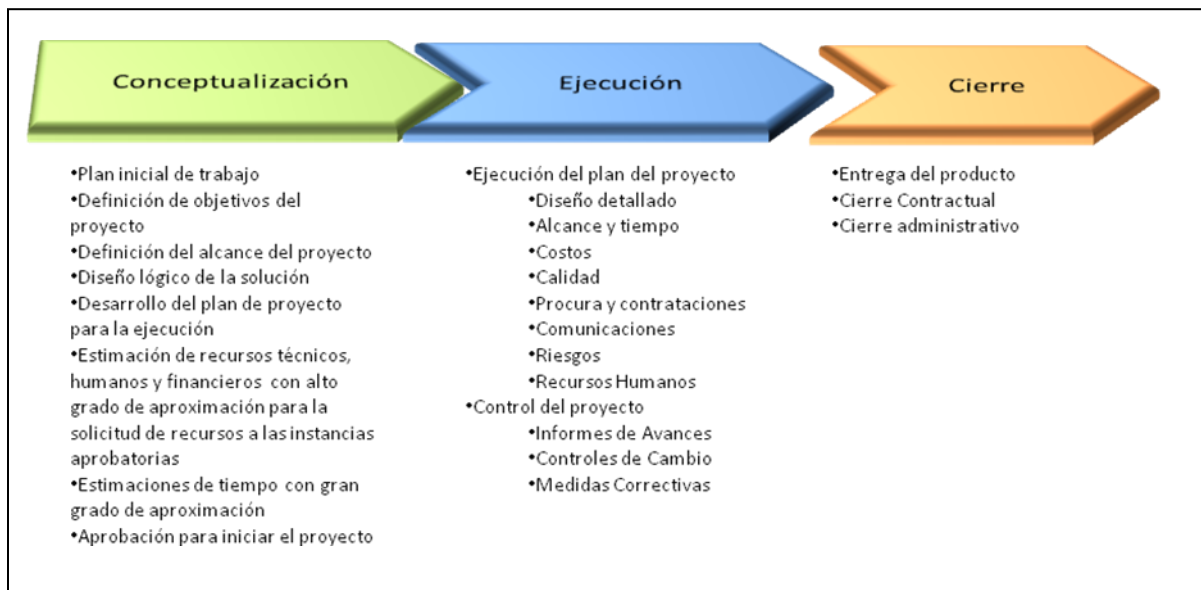 Conceptualización
•Plan inicial de trabajo
•Definición de objetivos del
proyecto
•Definición del alcance del proyecto
•Diseño lógico de la solución
•Desarrollo del plan de proyecto
para la ejecución
•Estimación de recursos técnicos,
humanos y financieros con alto
grado de aproximación para la
solicitud de recursos a las instancias
aprobatorias
•Estimaciones de tiempo con gran
grado de aproximación
•Aprobación para iniciar el proyecto
Ejecución
•Ejecución del plan del proyecto
•Diseño detallado
•Alcance y tiempo
•Costos
•Calidad
•Procura y contrataciones
•Comunicaciones
•Riesgos
•Recursos Humanos
•Control del proyecto
•Informes de Avances
•Controles de Cambio
•Medidas Correctivas
Cierre
•Entrega del producto
•Cierre Contractual
•Cierre administrativo